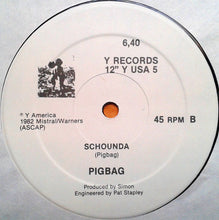 6,40
Y RECORDS
12" Y USA 5
℗ Y America
1982 Mistral/Warners
(ASCAP)
45 RPM B
SCHOUNDA
(Pigbag)
PIGBAG
Produced by Simon
Engineered by Pat Stapley